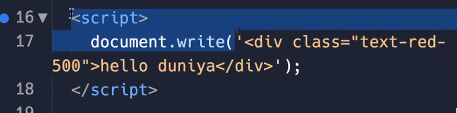 16 <script>
17 document.write('<div class="text-red-
500">hello duniya</div>');
18 </script>